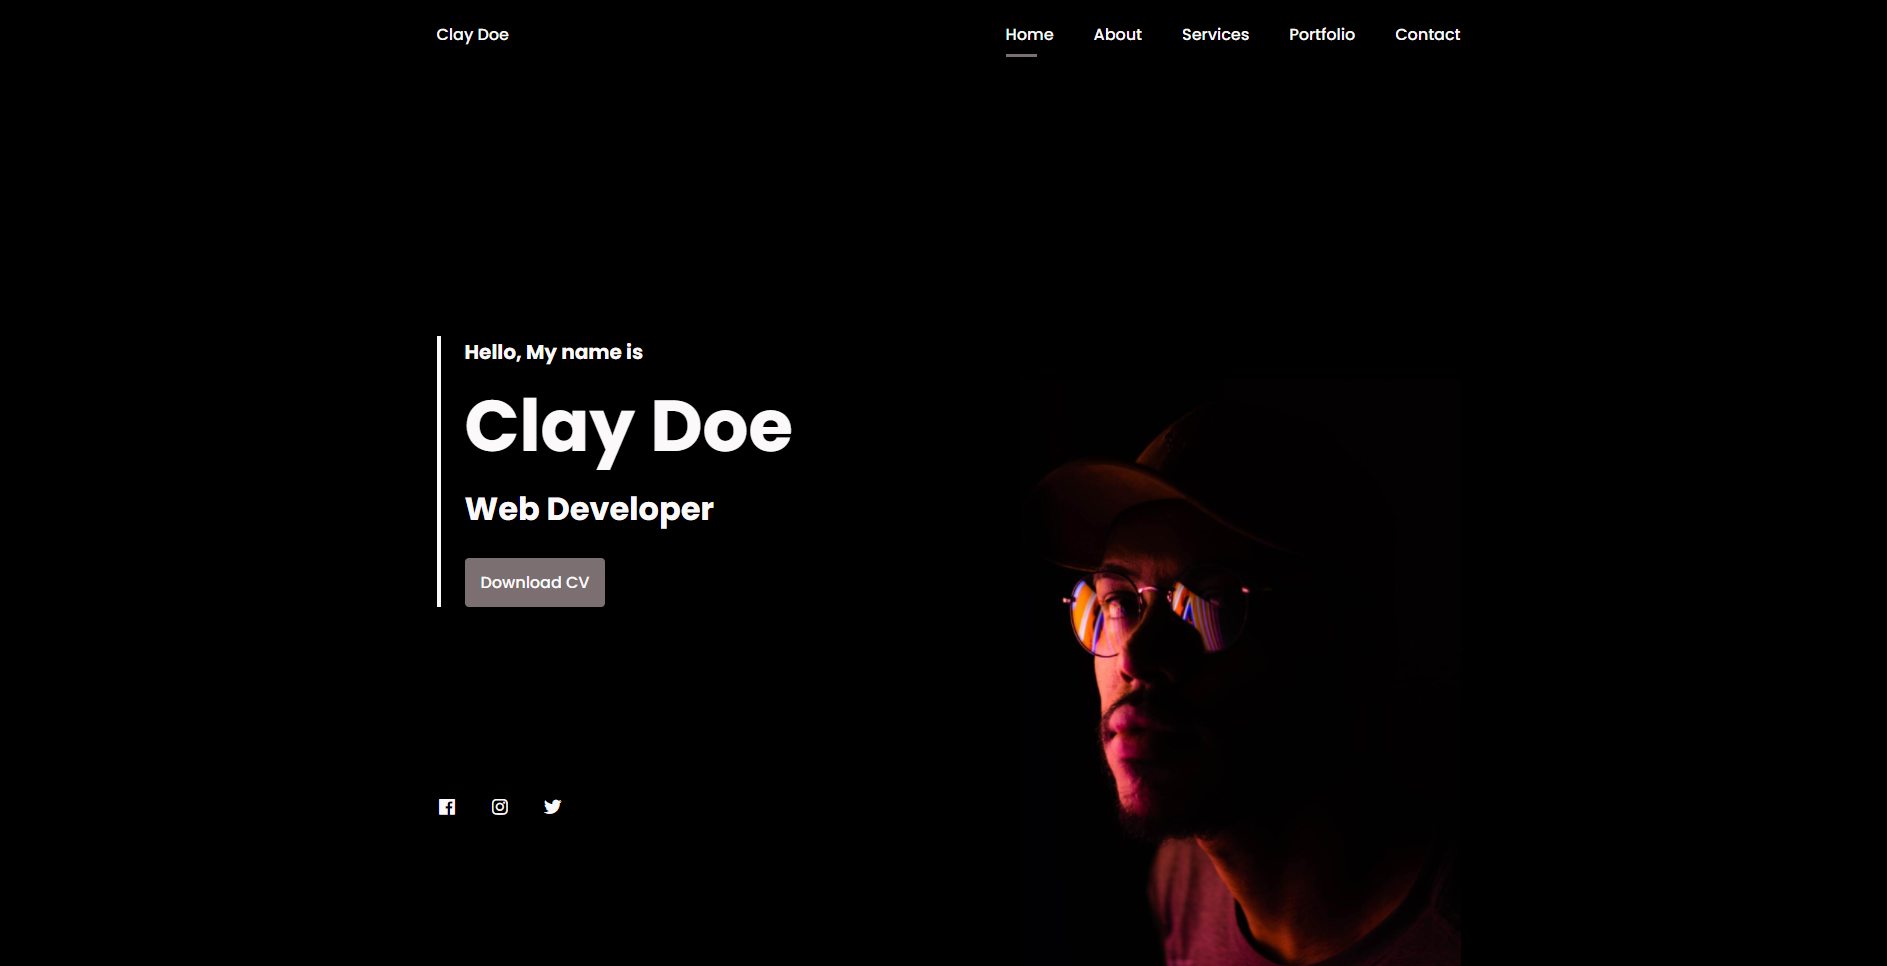 Clay Doe
Home About Services Portfolio Contact
Hello, My name is
Clay Doe
Web Developer
Download CV